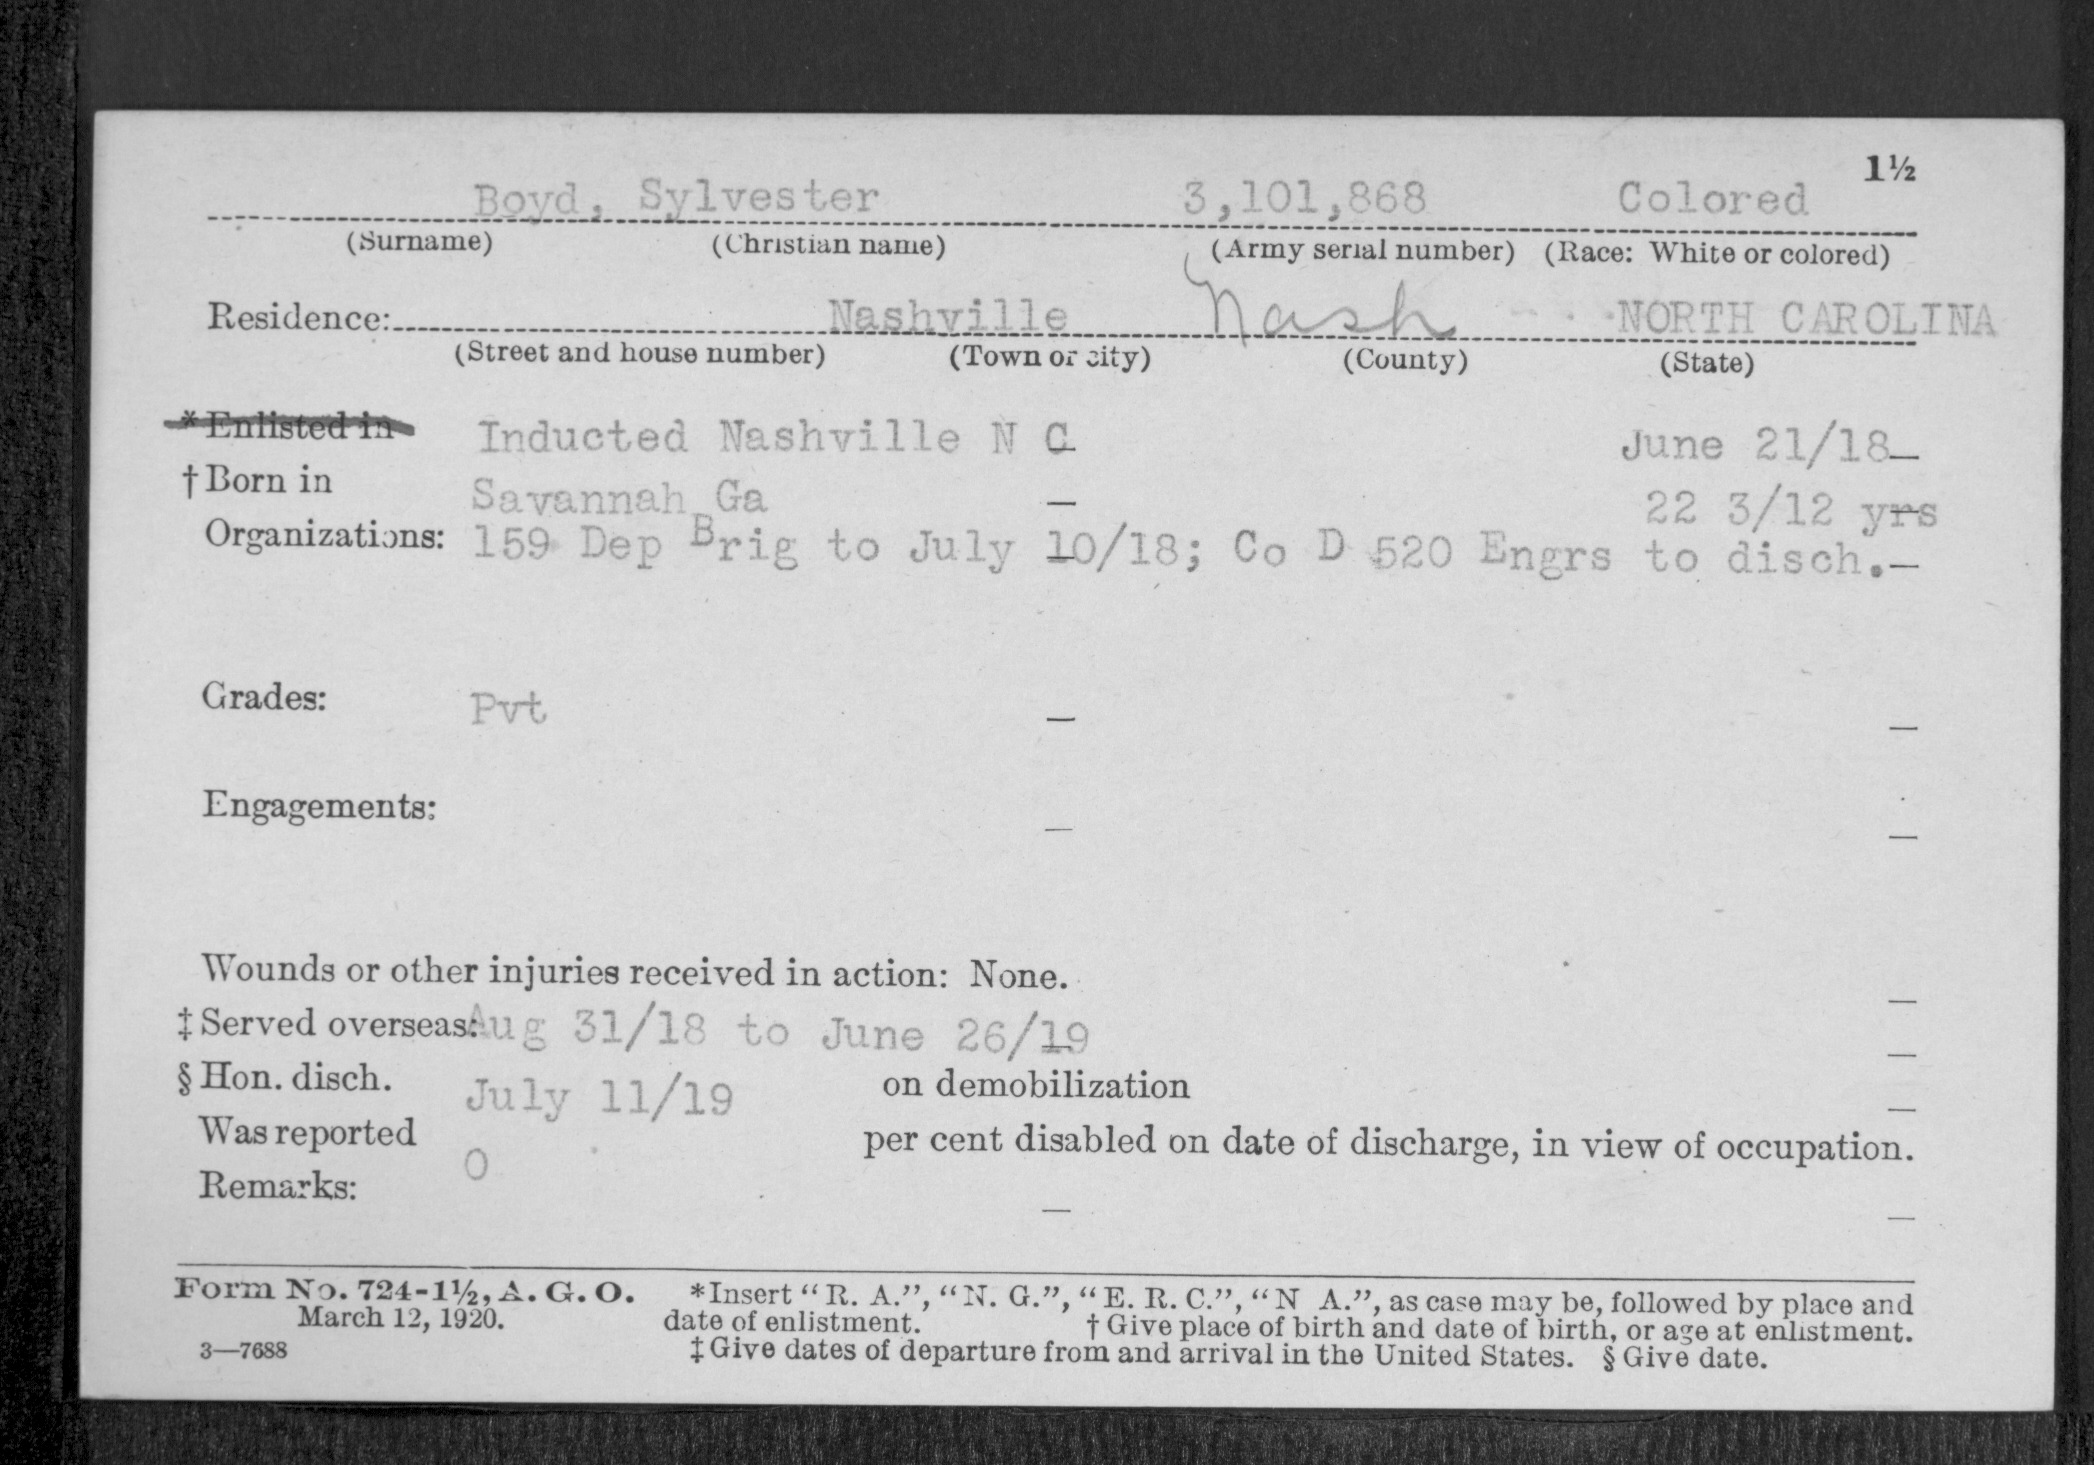 1½
Boyd, Sylvester 3,101,868 Colored
(Surname) (Christian name) (Army serial number) (Race: White or colored)
Residence: Nashville Nash NORTH CAROLINA
(Street and house number) (Town or city) (County) (State)
*Enlisted in Inducted Nashville N C June 21/18
†Born in Savannah Ga 22 3/12 yrs
Organizations: 159 Dep Brig to July 10/18; Co D 520 Engrs to disch.
Grades: Pvt
Engagements:
Wounds or other injuries received in action: None.
‡Served overseas: Aug 31/18 to June 26/19
§Hon. disch. July 11/19 on demobilization
Was reported 0 per cent disabled on date of discharge, in view of occupation.
Remarks:
Form No. 724-1½, A. G. O. *Insert "R. A.", "N. G.", "E. R. C.", "N A.", as case may be, followed by place and
March 12, 1920. date of enlistment. †Give place of birth and date of birth, or age at enlistment.
3—7688 ‡Give dates of departure from and arrival in the United States. §Give date.